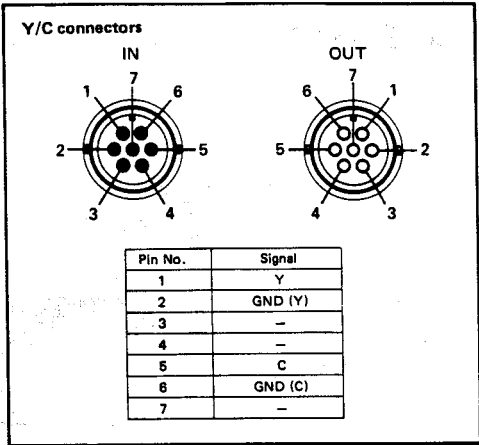 Y/C connectors
IN OUT
7 7
1 6 6 1
2 5 5 2
3 4 4 3
Pin No. Signal
1 Y
2 GND (Y)
3 –
4 –
5 C
6 GND (C)
7 –